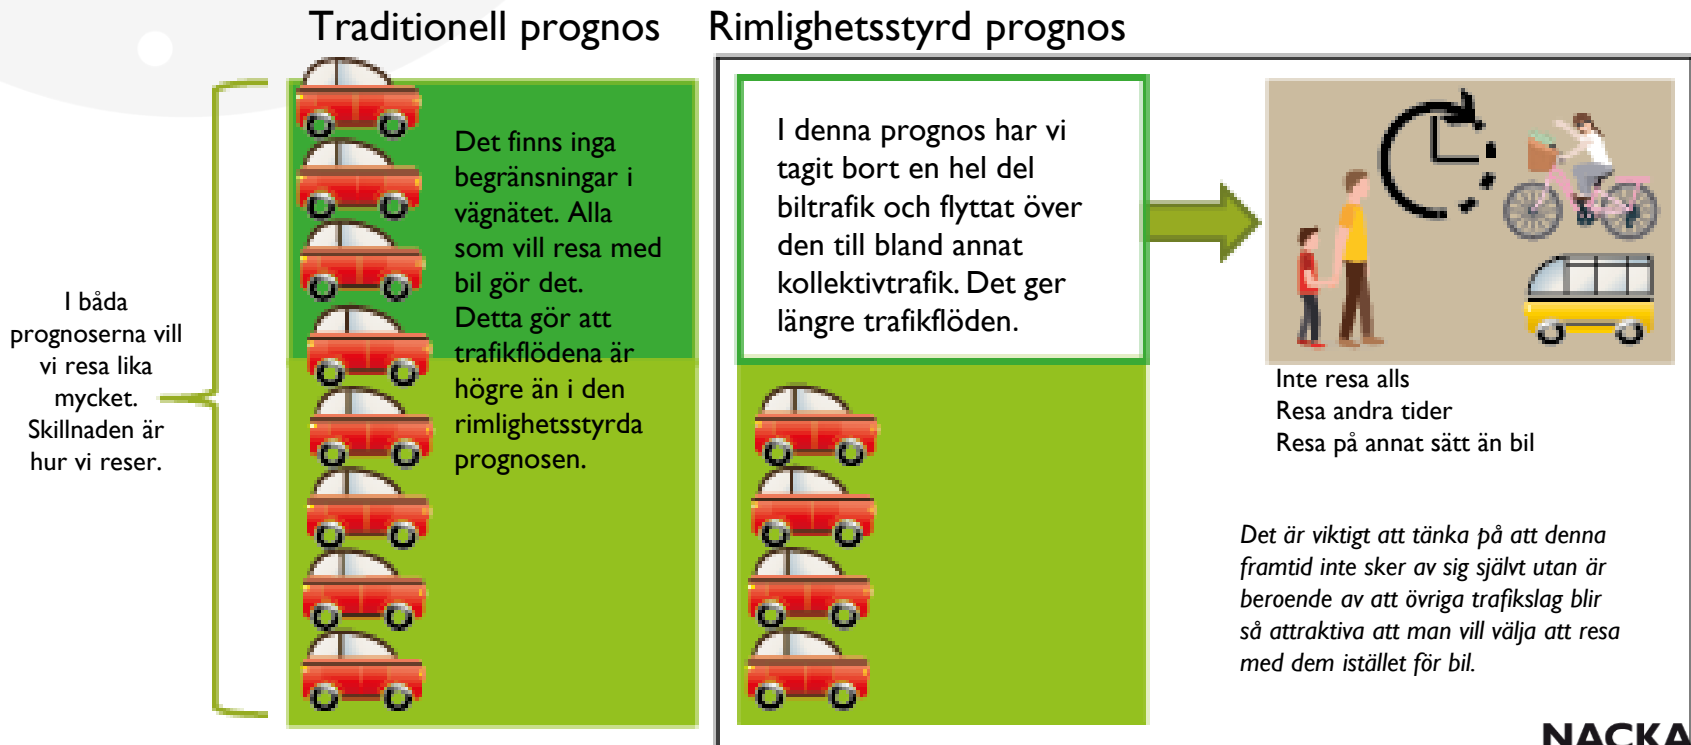 Traditionell prognos
Rimlighetsstyrd prognos
I båda
prognoserna vill
vi resa lika
mycket.
Skillnaden är
hur vi reser.
Det finns inga
begränsningar i
vägnätet. Alla
som vill resa med
bil gör det.
Detta gör att
trafikflödena är
högre än i den
rimlighetsstyrda
prognosen.
I denna prognos har vi
tagit bort en hel del
biltrafik och flyttat över
den till bland annat
kollektivtrafik. Det ger
längre trafikflöden.
Inte resa alls
Resa andra tider
Resa på annat sätt än bil
Det är viktigt att tänka på att denna
framtid inte sker av sig självt utan är
beroende av att övriga trafikslag blir
så attraktiva att man vill välja att resa
med dem istället för bil.
NACKA